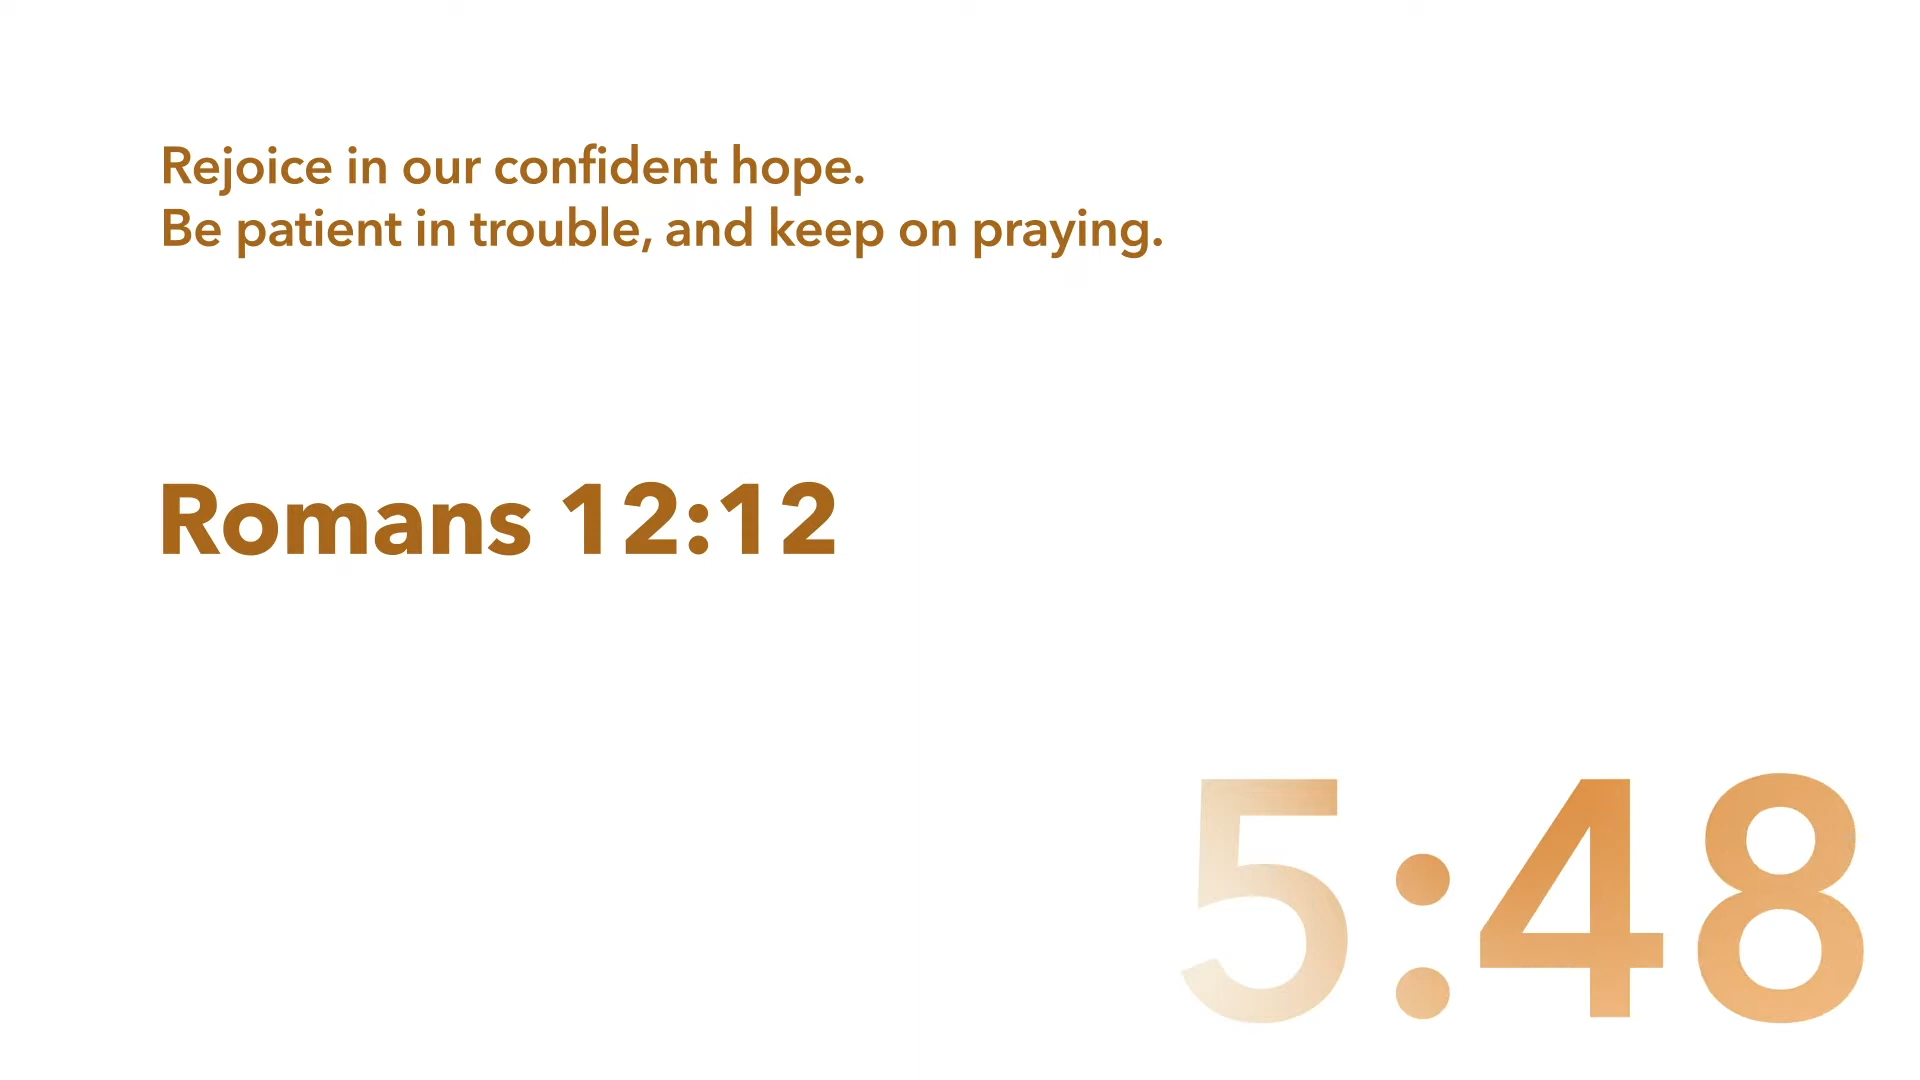 Rejoice in our confident hope.
Be patient in trouble, and keep on praying.
Romans 12:12
5:48